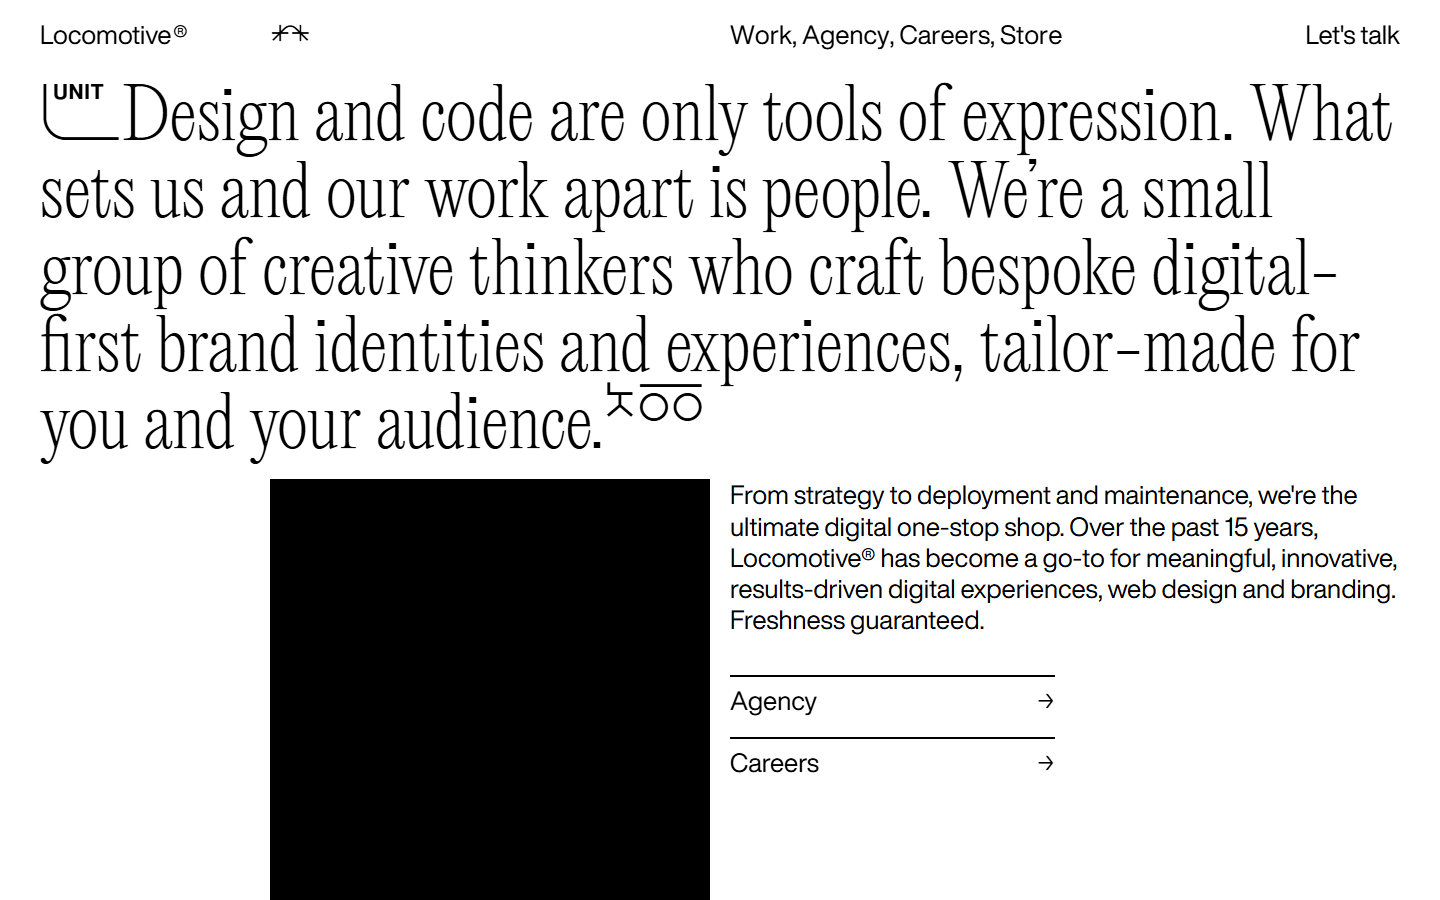 Locomotive®
Work, Agency, Careers, Store
Let's talk
UNIT
Design and code are only tools of expression. What
sets us and our work apart is people. We’re a small
group of creative thinkers who craft bespoke digital-
first brand identities and experiences, tailor-made for
you and your audience.
From strategy to deployment and maintenance, we're the
ultimate digital one-stop shop. Over the past 15 years,
Locomotive® has become a go-to for meaningful, innovative,
results-driven digital experiences, web design and branding.
Freshness guaranteed.
Agency →
Careers →